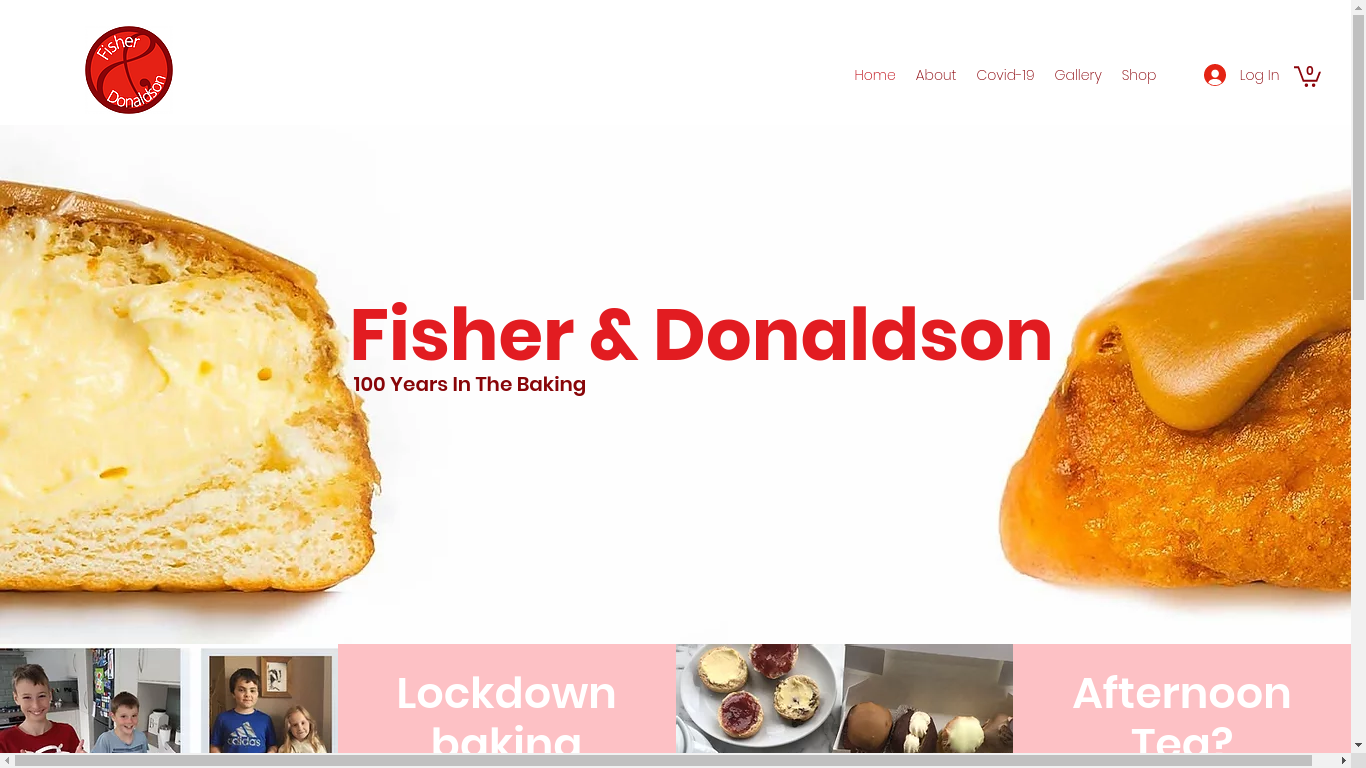 Fisher
Donaldson
Home
About
Covid-19
Gallery
Shop
Log In
0
Fisher & Donaldson
100 Years In The Baking
adidas
Lockdown
baking
Afternoon
Tea?